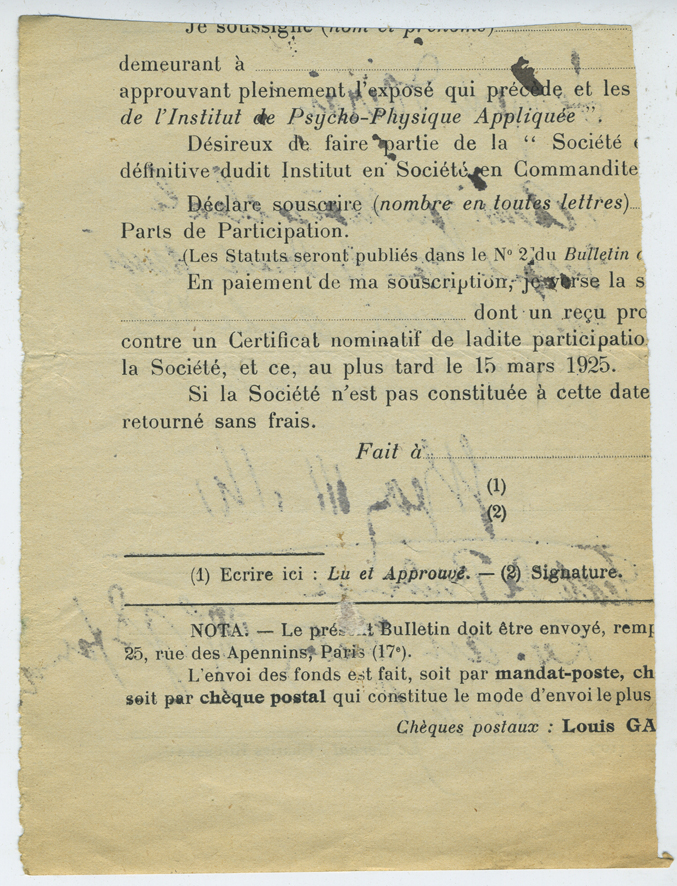 Je soussigné (nom et prénoms)
demeurant à
approuvant pleinement l'exposé qui précède et les
de l'Institut de Psycho-Physique Appliquée ".
Désireux de faire partie de la " Société
définitive dudit Institut en Société en Commandite
Déclare souscrire (nombre en toutes lettres)
Parts de Participation.
(Les Statuts seront publiés dans le N° 2 du Bulletin
En paiement de ma souscription, je verse la s
dont un reçu pro
contre un Certificat nominatif de ladite participatio
la Société, et ce, au plus tard le 15 mars 1925.
Si la Société n'est pas constituée à cette date
retourné sans frais.
Fait à
(1)
(2)
(1) Ecrire ici : Lu et Approuvé. — (2) Signature.
NOTA. — Le présent Bulletin doit être envoyé, remp
25, rue des Apennins, Paris (17e).
L'envoi des fonds est fait, soit par mandat-poste, ch
soit par chèque postal qui constitue le mode d'envoi le plus
Chèques postaux : Louis GA